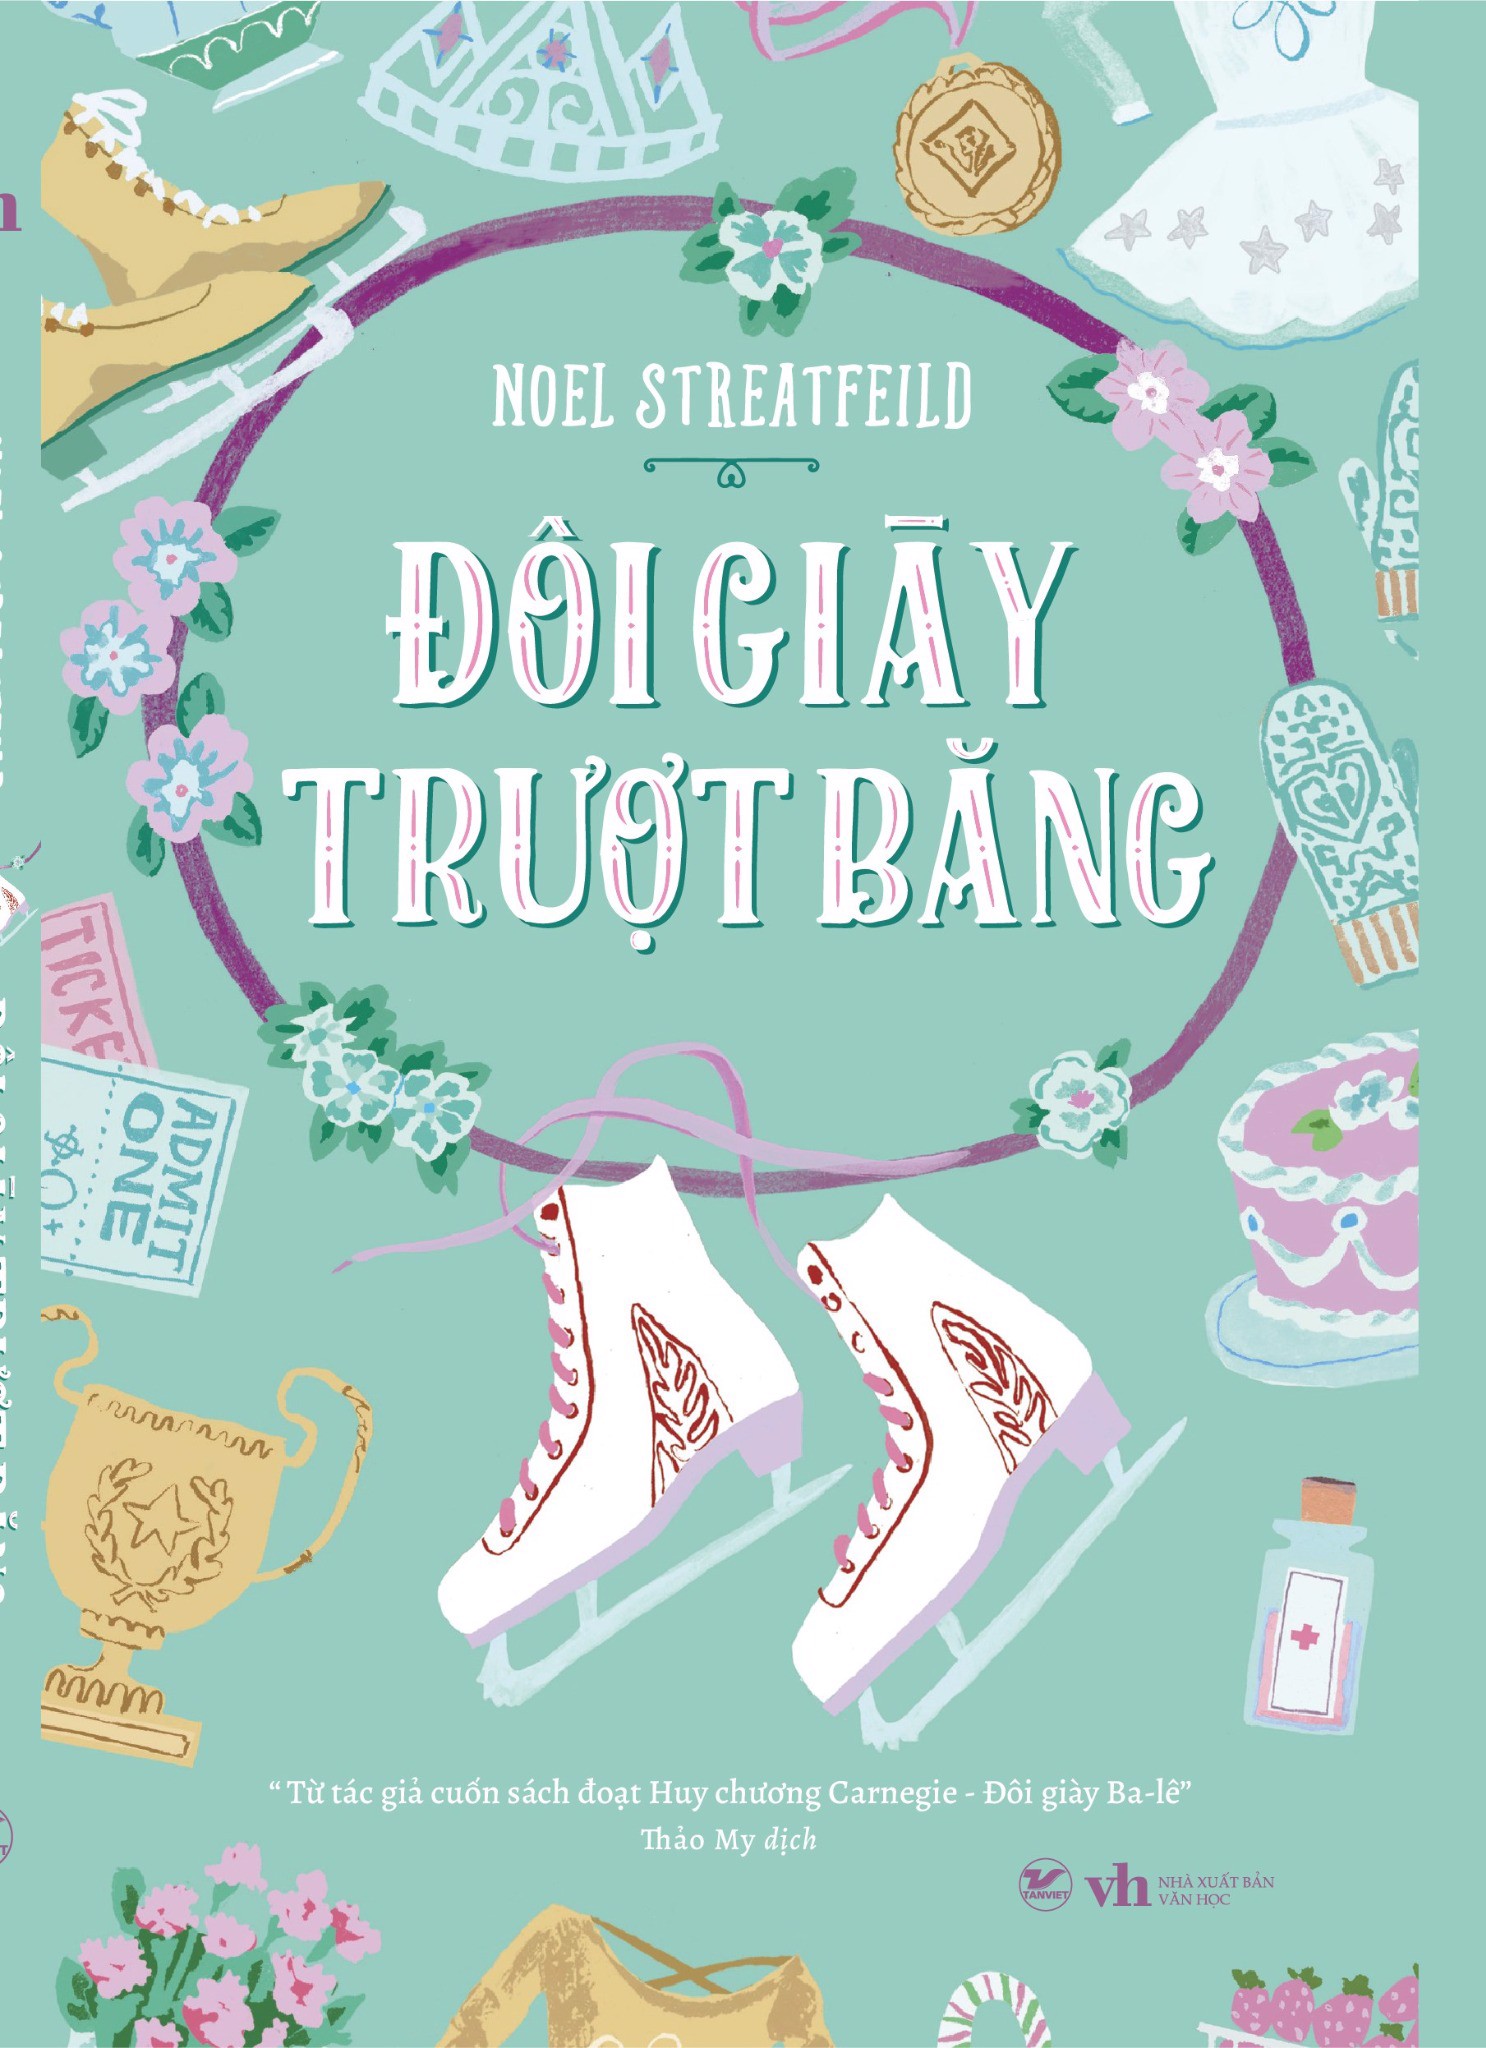 NOEL STREATFEILD
ĐÔI GIĀY
TRƯỢT BĂNG
TICKE
ADMIT
ONE
“ Từ tác giả cuốn sách đoạt Huy chương Carnegie - Đôi giày Ba-lê”
Thảo My dịch
TANVIET
vh
NHÀ XUẤT BẢN
VĂN HỌC